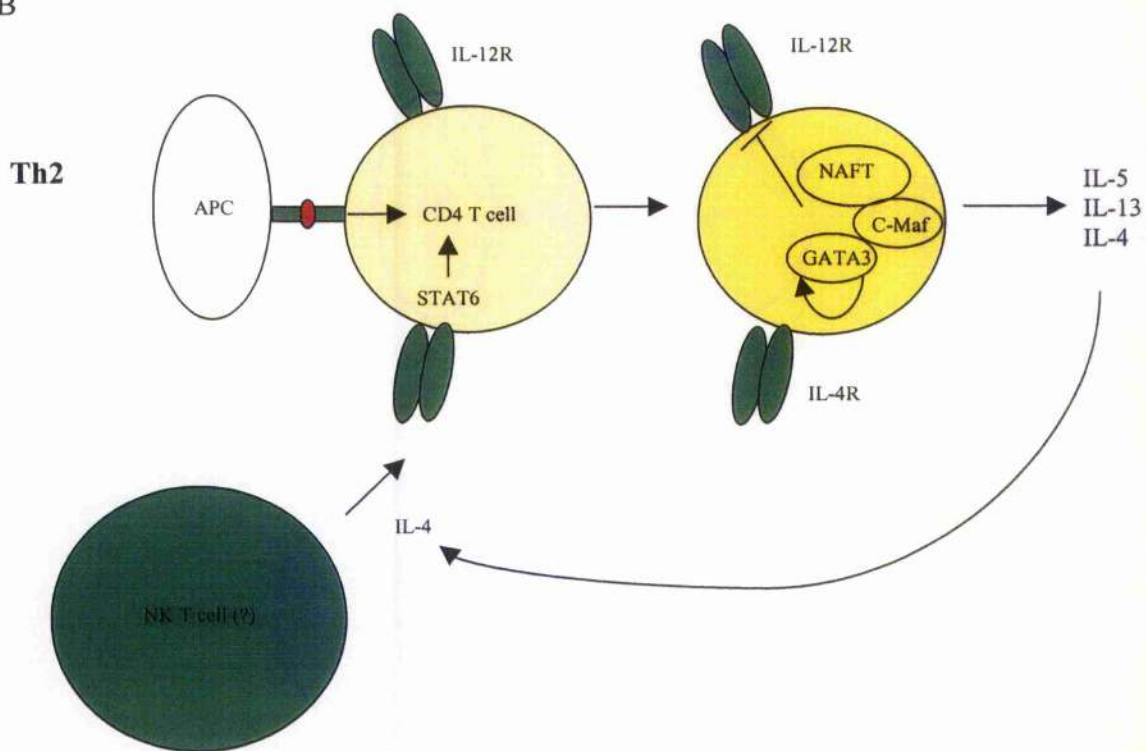 B
IL-12R
IL-12R
Th2
APC
CD4 T cell
STAT6
NAFT
C-Maf
GATA3
IL-5
IL-13
IL-4
IL-4R
IL-4
NK T cell (?)